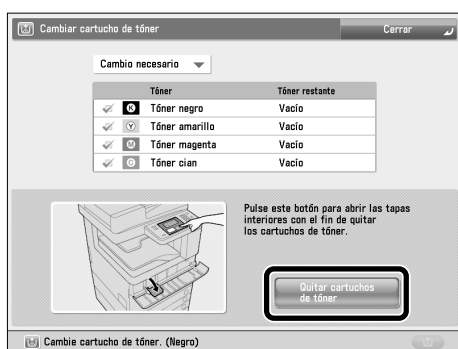 Cambiar cartucho de tóner
Cerrar
Cambio necesario
Tóner Tóner restante
K Tóner negro Vacío
Y Tóner amarillo Vacío
M Tóner magenta Vacío
C Tóner cian Vacío
Pulse este botón para abrir las tapas
interiores con el fin de quitar
los cartuchos de tóner.
Quitar cartuchos
de tóner
Cambie cartucho de tóner. (Negro)